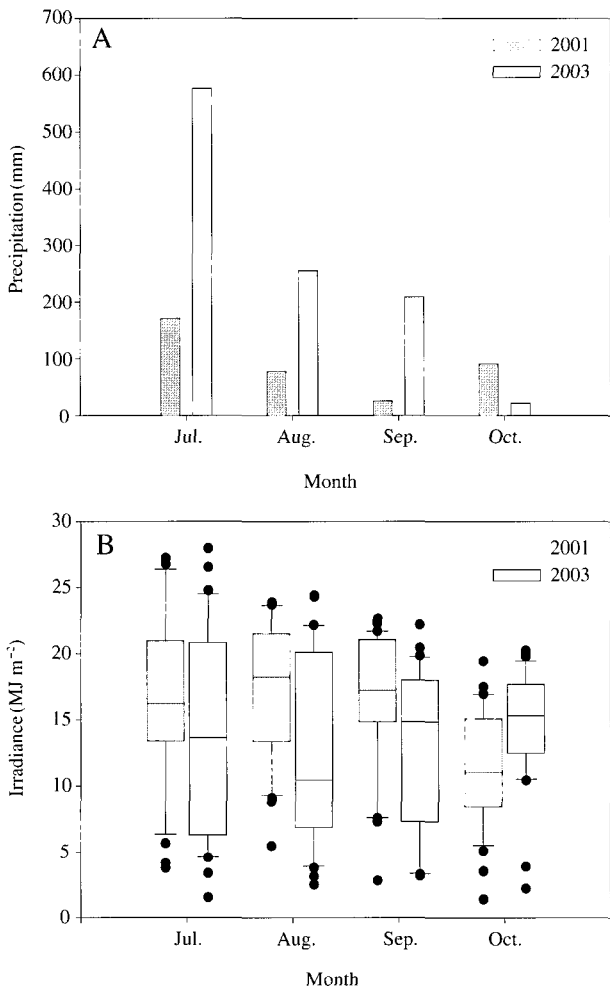 A
2001
2003
Precipitation (mm)
700
600
500
400
300
200
100
0
Jul.
Aug.
Sep.
Oct.
Month
B
2001
2003
Irradiance (MJ m⁻²)
30
25
20
15
10
5
0
Jul.
Aug.
Sep.
Oct.
Month